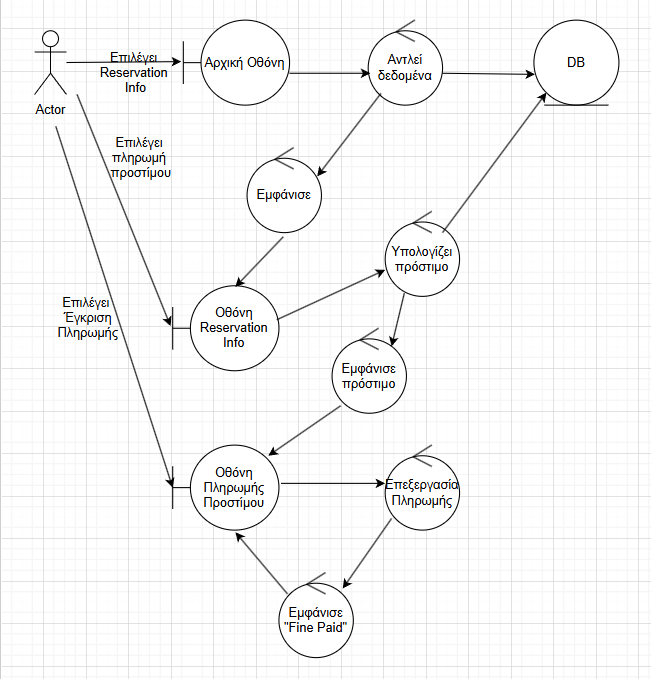 Επιλέγει
Reservation
Info
Αρχική Οθόνη
Αντλεί
δεδομένα
DB
Actor
Επιλέγει
πληρωμή
προστίμου
Εμφάνισε
Υπολογίζει
πρόστιμο
Επιλέγει
Έγκριση
Πληρωμής
Οθόνη
Reservation
Info
Εμφάνισε
πρόστιμο
Οθόνη
Πληρωμής
Προστίμου
Επεξεργασία
Πληρωμής
Εμφάνισε
"Fine Paid"